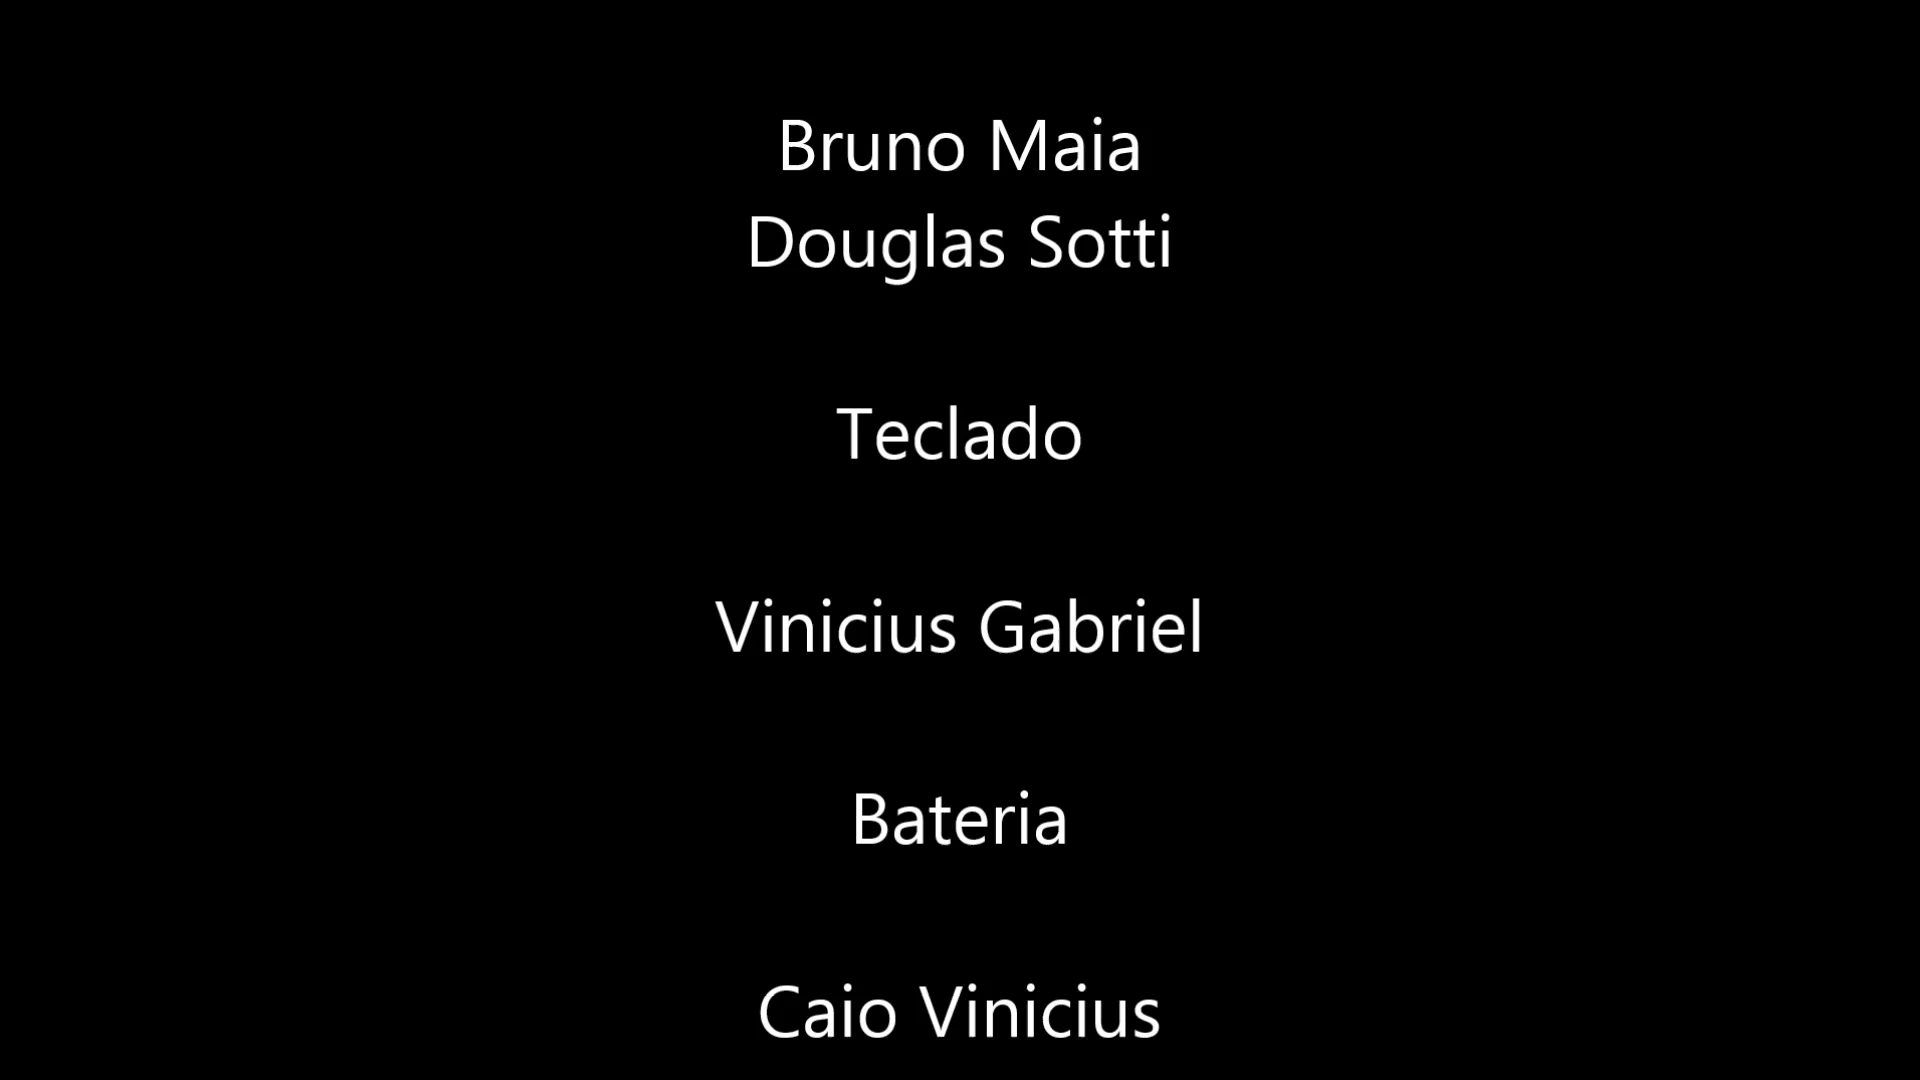 Bruno Maia
Douglas Sotti
Teclado
Vinicius Gabriel
Bateria
Caio Vinicius